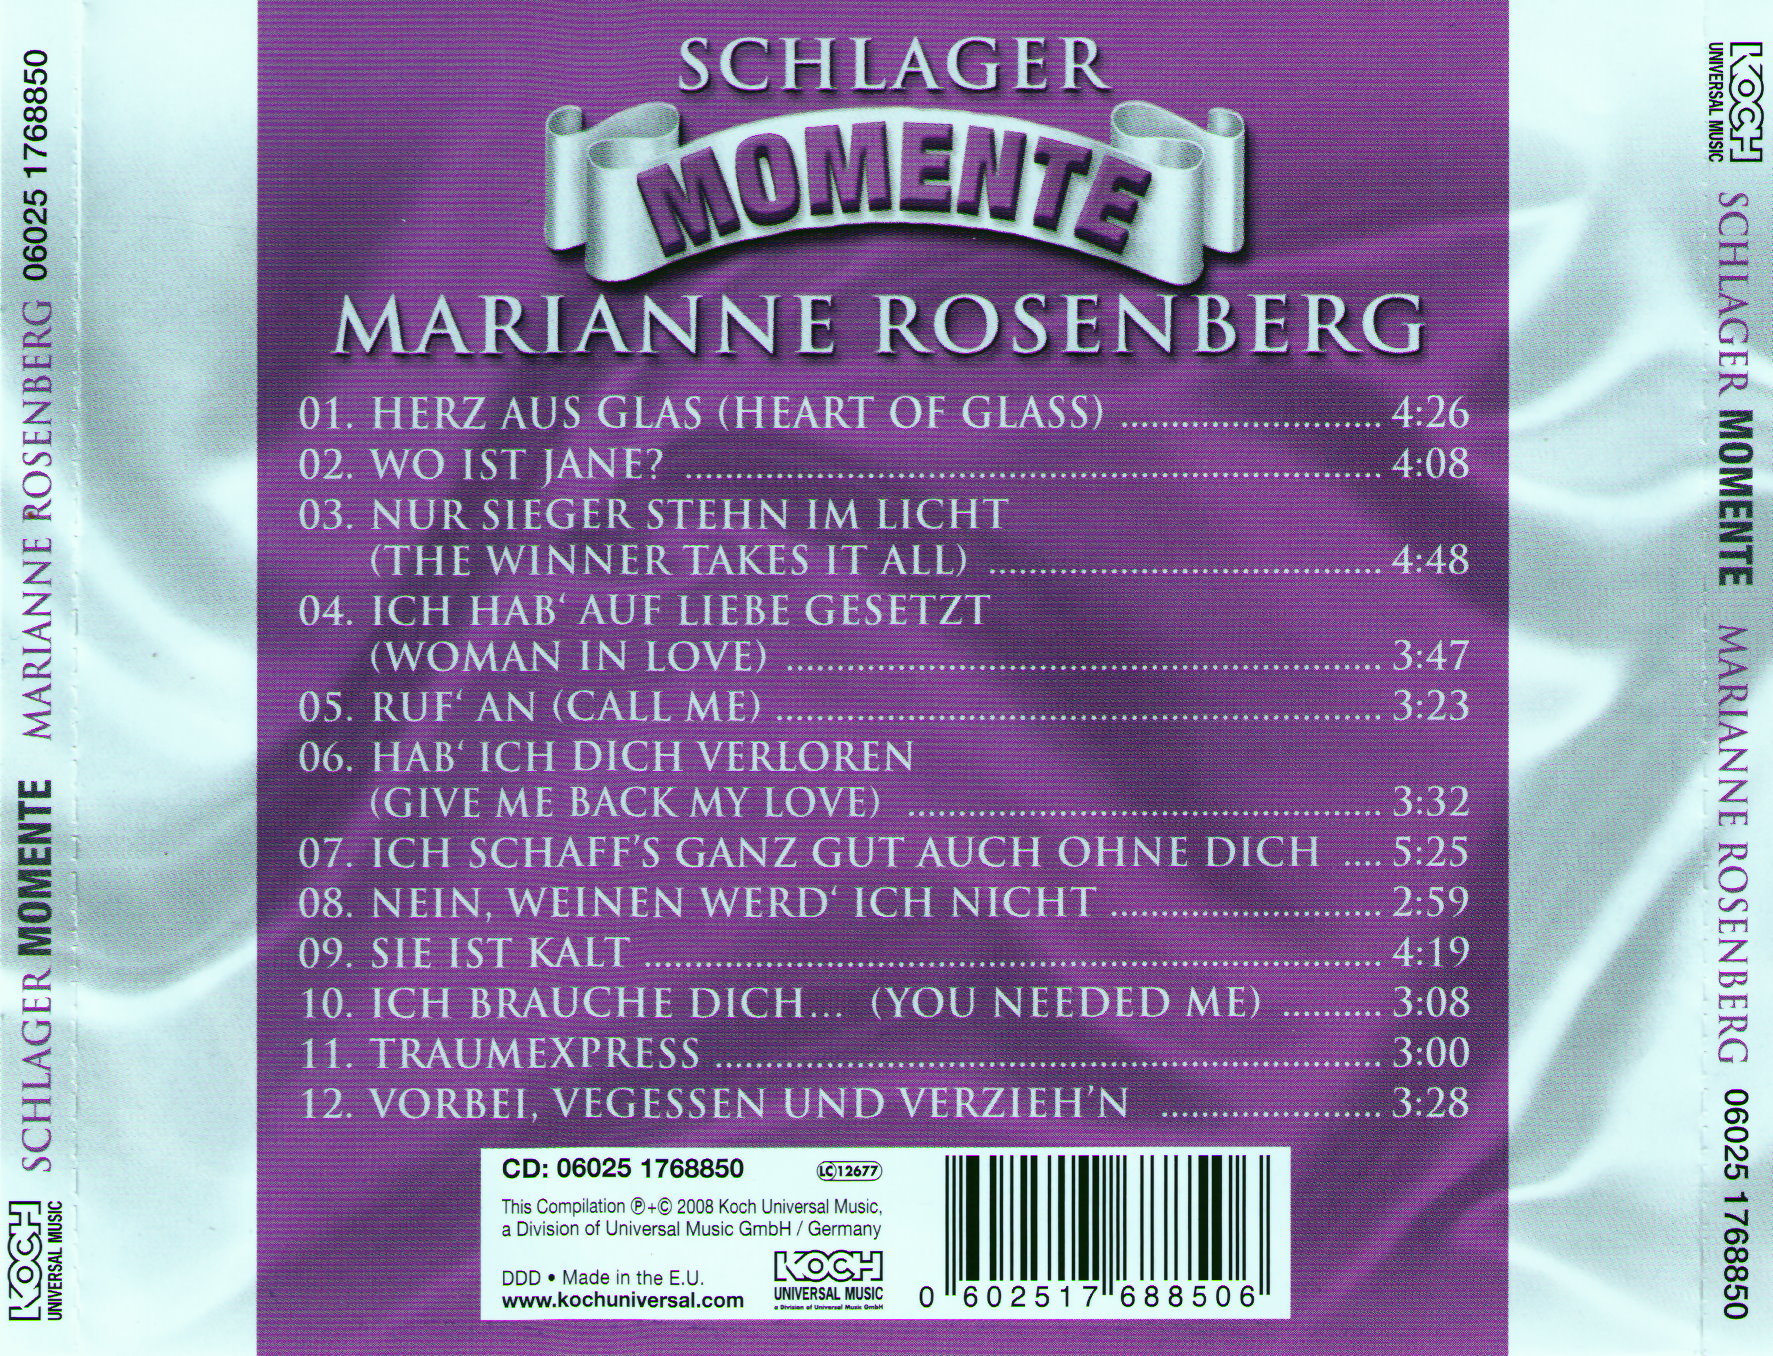 SCHLAGER
MOMENTE
MARIANNE ROSENBERG
01. HERZ AUS GLAS (HEART OF GLASS) ......................... 4:26
02. WO IST JANE? .................................................................... 4:08
03. NUR SIEGER STEHN IM LICHT
(THE WINNER TAKES IT ALL) ...................................... 4:48
04. ICH HAB‘ AUF LIEBE GESETZT
(WOMAN IN LOVE) .......................................................... 3:47
05. RUF‘ AN (CALL ME) ........................................................... 3:23
06. HAB‘ ICH DICH VERLOREN
(GIVE ME BACK MY LOVE) .............................................. 3:32
07. ICH SCHAFF’S GANZ GUT AUCH OHNE DICH .... 5:25
08. NEIN, WEINEN WERD‘ ICH NICHT .......................... 2:59
09. SIE IST KALT ........................................................................ 4:19
10. ICH BRAUCHE DICH... (YOU NEEDED ME) .......... 3:08
11. TRAUMEXPRESS ................................................................. 3:00
12. VORBEI, VEGESSEN UND VERZIEH’N ...................... 3:28
CD: 06025 1768850
LC 12677
This Compilation ℗+© 2008 Koch Universal Music,
a Division of Universal Music GmbH / Germany
DDD • Made in the E.U.
www.kochuniversal.com
KOCH
UNIVERSAL MUSIC
a Division of Universal Music GmbH
0 602517 688506
KOCH
UNIVERSAL MUSIC
SCHLAGER MOMENTE MARIANNE ROSENBERG 06025 1768850
KOCH
UNIVERSAL MUSIC
SCHLAGER MOMENTE MARIANNE ROSENBERG 06025 1768850